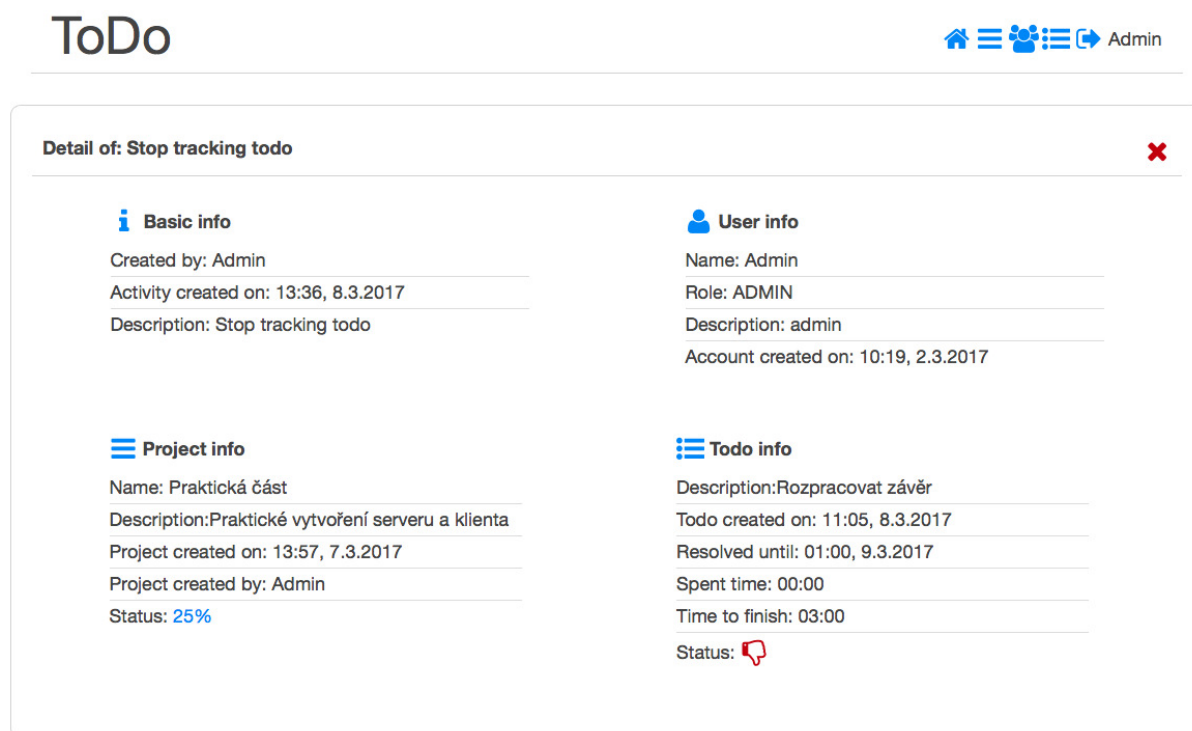 ToDo
Admin
Detail of: Stop tracking todo
Basic info
Created by: Admin
Activity created on: 13:36, 8.3.2017
Description: Stop tracking todo
User info
Name: Admin
Role: ADMIN
Description: admin
Account created on: 10:19, 2.3.2017
Project info
Name: Praktická část
Description:Praktické vytvoření serveru a klienta
Project created on: 13:57, 7.3.2017
Project created by: Admin
Status: 25%
Todo info
Description:Rozpracovat závěr
Todo created on: 11:05, 8.3.2017
Resolved until: 01:00, 9.3.2017
Spent time: 00:00
Time to finish: 03:00
Status: